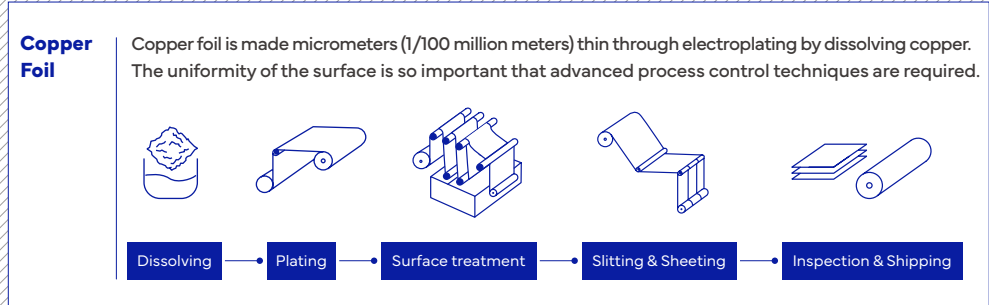 Copper
Foil
Copper foil is made micrometers (1/100 million meters) thin through electroplating by dissolving copper.
The uniformity of the surface is so important that advanced process control techniques are required.
Dissolving
Plating
Surface treatment
Slitting & Sheeting
Inspection & Shipping